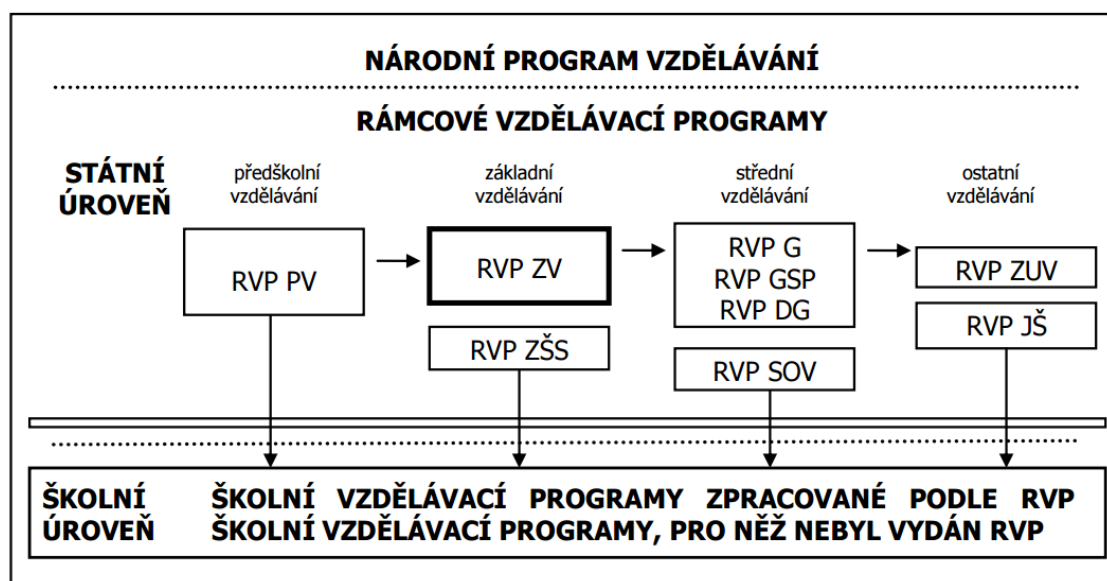 NÁRODNÍ PROGRAM VZDĚLÁVÁNÍ
RÁMCOVÉ VZDĚLÁVACÍ PROGRAMY
STÁTNÍ
ÚROVEŇ
předškolní
vzdělávání
základní
vzdělávání
střední
vzdělávání
ostatní
vzdělávání
RVP PV
RVP ZV
RVP G
RVP GSP
RVP DG
RVP ZUV
RVP ZŠS
RVP SOV
RVP JŠ
ŠKOLNÍ
ÚROVEŇ
ŠKOLNÍ VZDĚLÁVACÍ PROGRAMY ZPRACOVANÉ PODLE RVP
ŠKOLNÍ VZDĚLÁVACÍ PROGRAMY, PRO NĚŽ NEBYL VYDÁN RVP